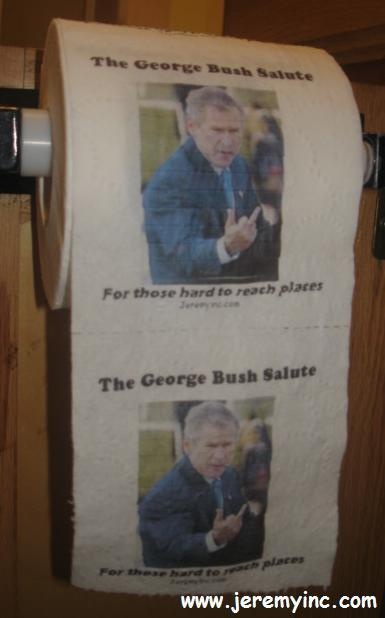 The George Bush Salute
For those hard to reach places
Jeremyinc.com
The George Bush Salute
For those hard to reach places
Jeremyinc.com
www.jeremyinc.com